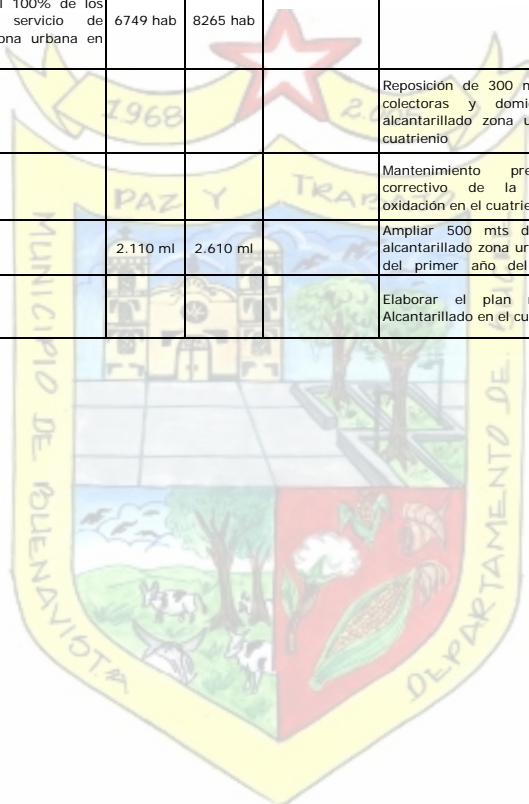 l 100% de los
servicio de
ona urbana en
6749 hab
8265 hab
Reposición de 300 m
colectoras y domi
alcantarillado zona u
cuatrienio
Mantenimiento pre
correctivo de la
oxidación en el cuatrie
2.110 ml
2.610 ml
Ampliar 500 mts d
alcantarillado zona ur
del primer año del
Elaborar el plan
Alcantarillado en el cu
1968
PAZ Y TRABAJO
MUNICIPIO DE BUENAVISTA
DEPARTAMENTO DE